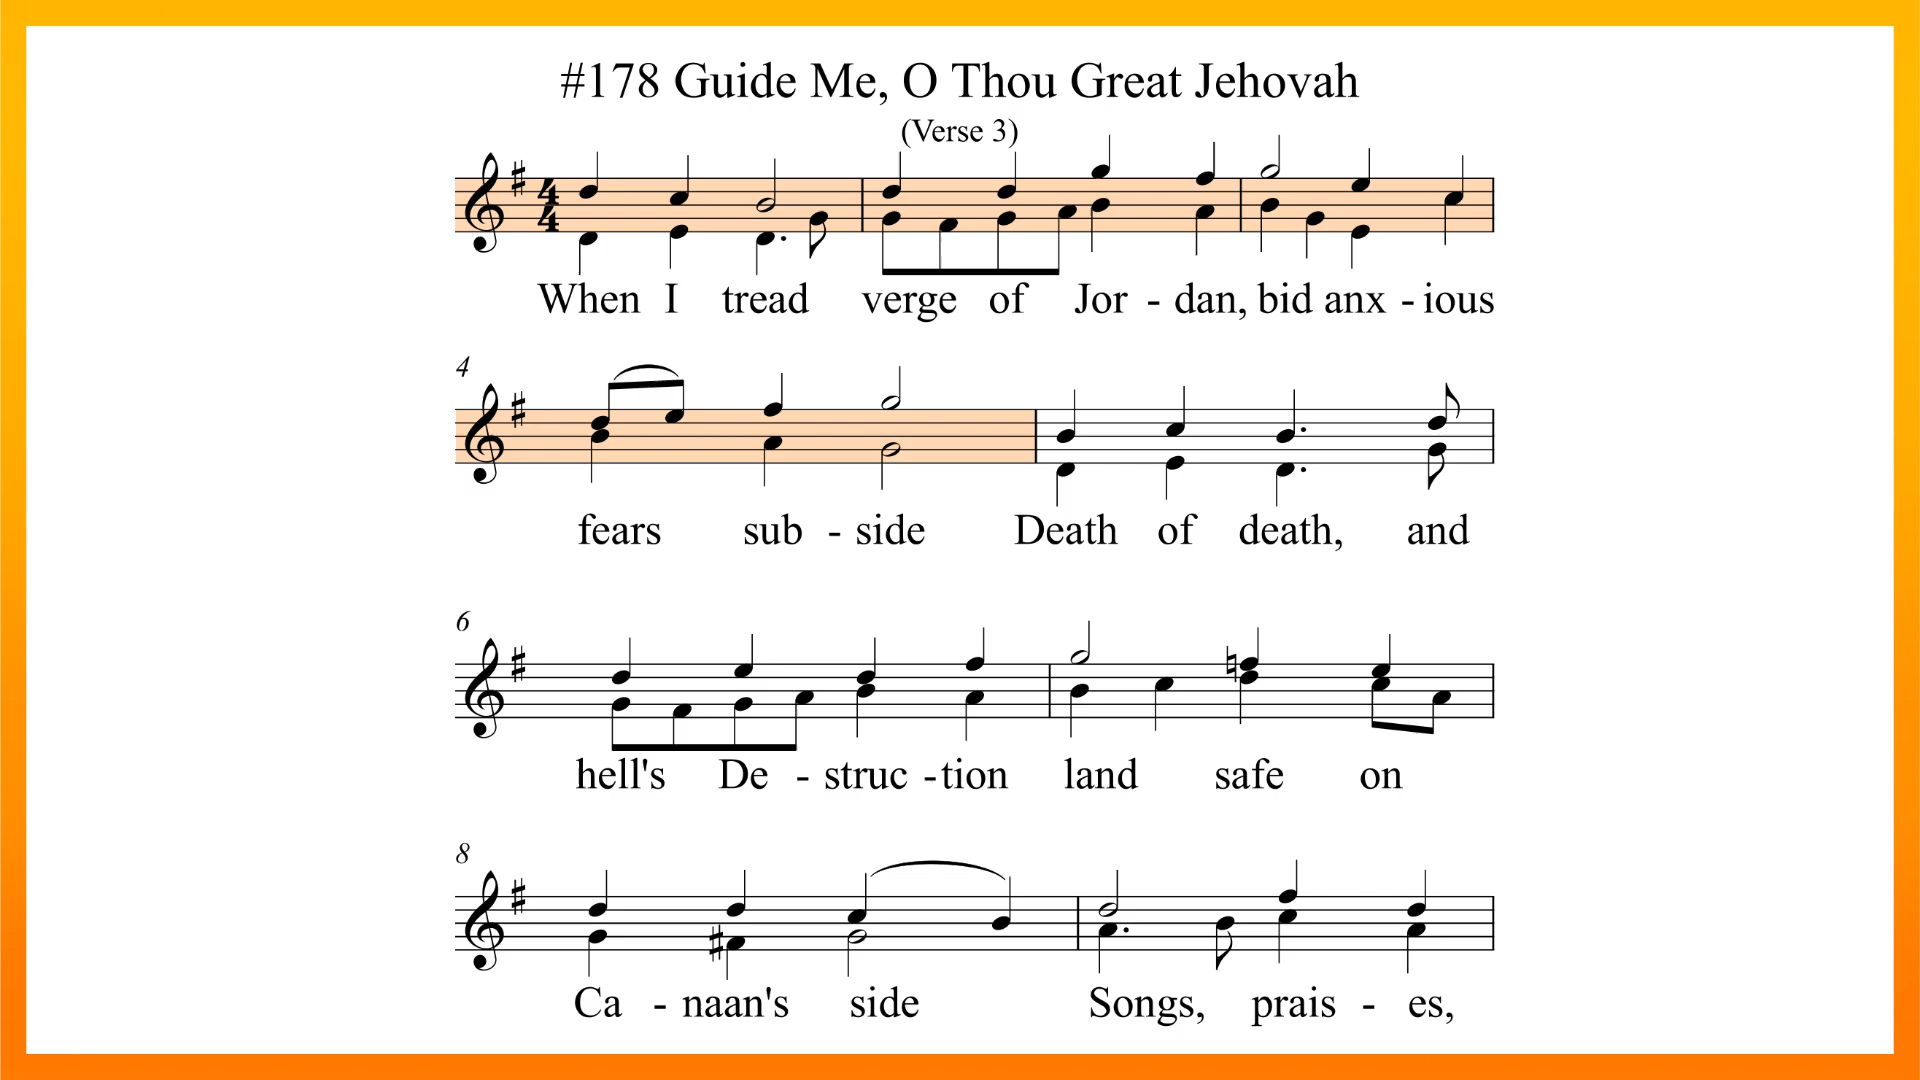 #178 Guide Me, O Thou Great Jehovah
(Verse 3)
When I tread verge of Jor - dan, bid anx - ious
4
fears sub - side Death of death, and
6
hell's De - struc - tion land safe on
8
Ca - naan's side Songs, prais - es,